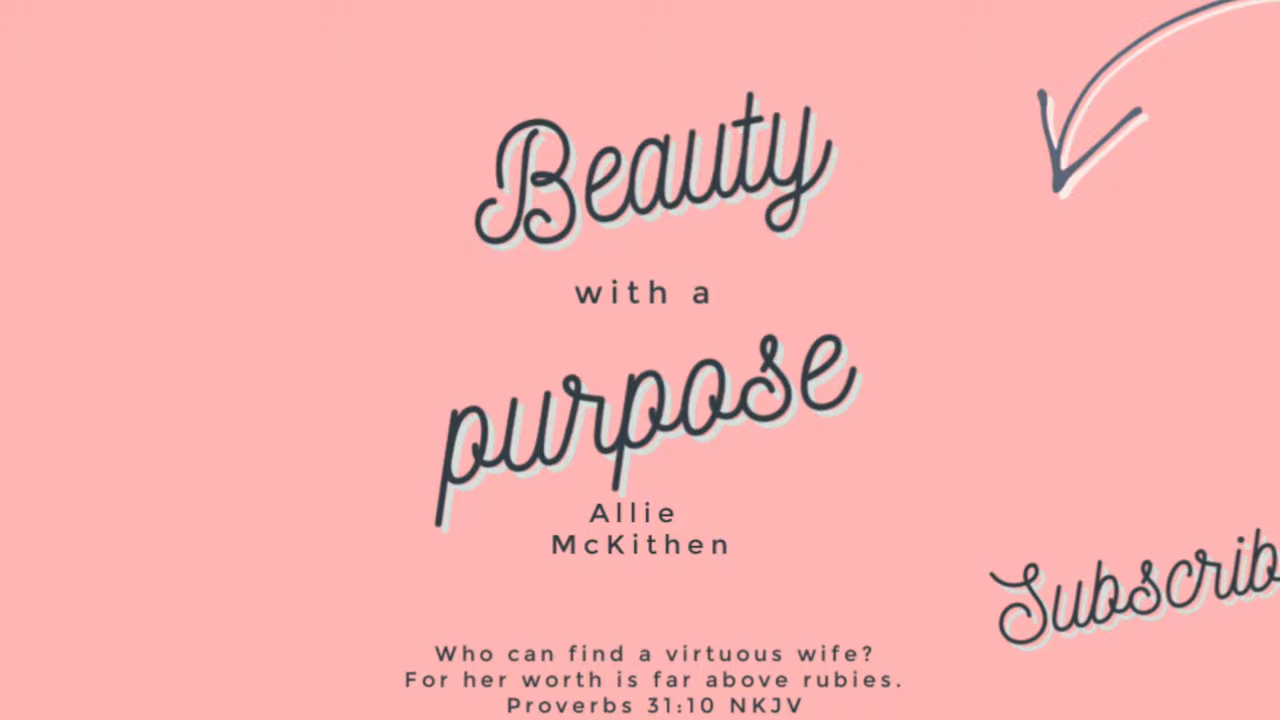 Beauty
with a
purpose
Allie
McKithen
Subscrib
Who can find a virtuous wife?
For her worth is far above rubies.
Proverbs 31:10 NKJV